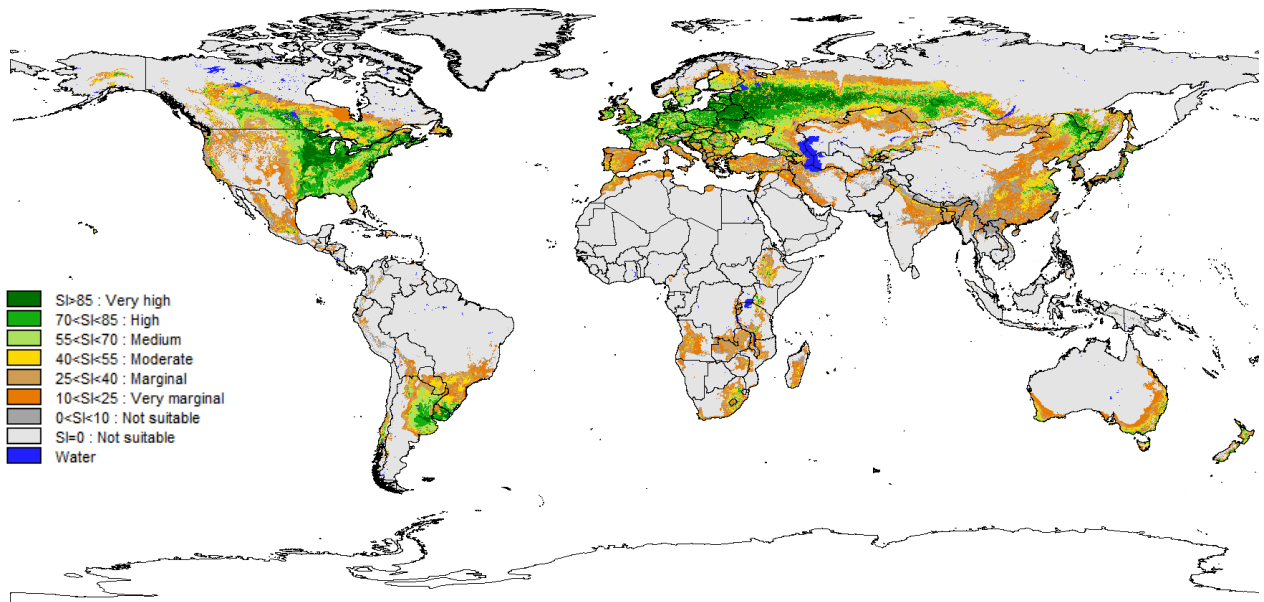 SI>85 : Very high
70<SI<85 : High
55<SI<70 : Medium
40<SI<55 : Moderate
25<SI<40 : Marginal
10<SI<25 : Very marginal
0<SI<10 : Not suitable
SI=0 : Not suitable
Water